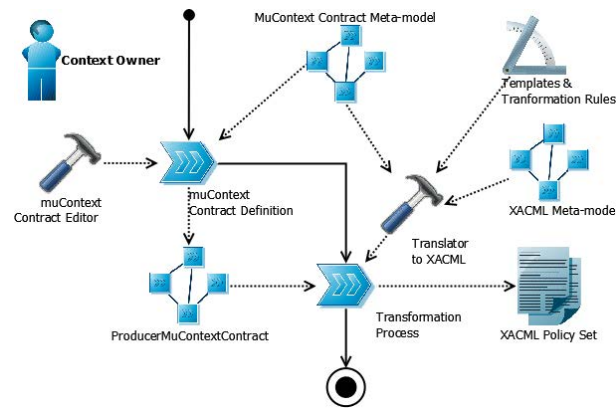 MuContext Contract Meta-model
Context Owner
Templates &
Tranformation Rules
muContext
Contract Editor
muContext
Contract Definition
Translator
to XACML
XACML Meta-mode
ProducerMuContextContract
Transformation
Process
XACML Policy Set